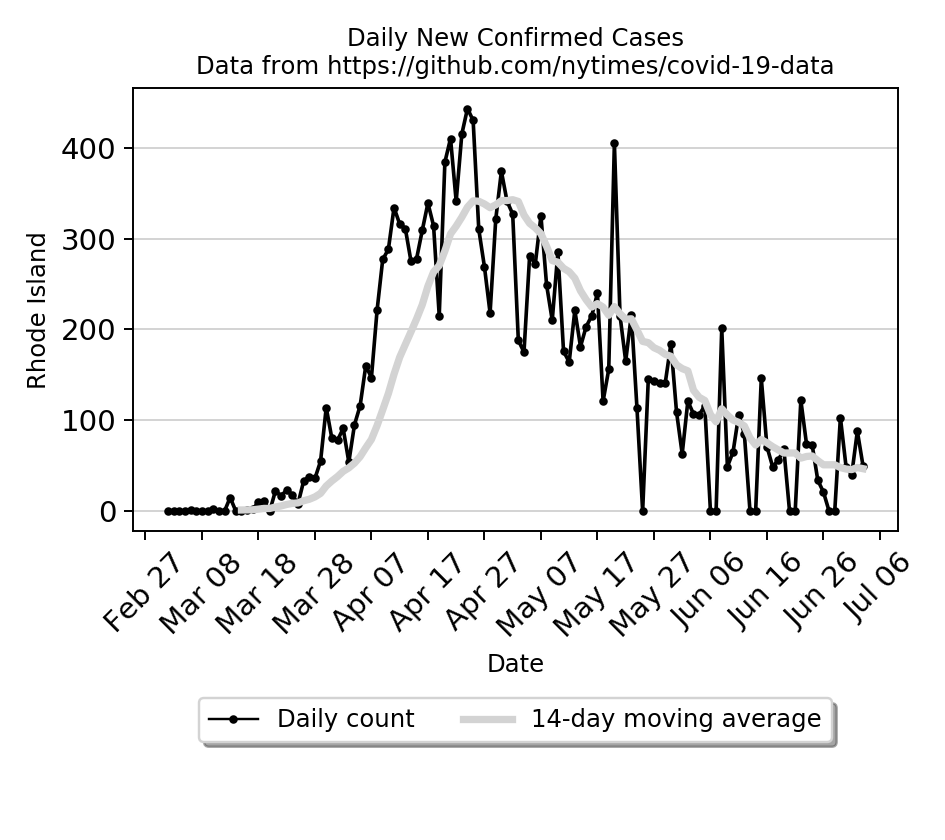 Daily New Confirmed Cases
Data from https://github.com/nytimes/covid-19-data
400
300
200
100
0
Rhode Island
Feb 27
Mar 08
Mar 18
Mar 28
Apr 07
Apr 17
Apr 27
May 07
May 17
May 27
Jun 06
Jun 16
Jun 26
Jul 06
Date
Daily count
14-day moving average